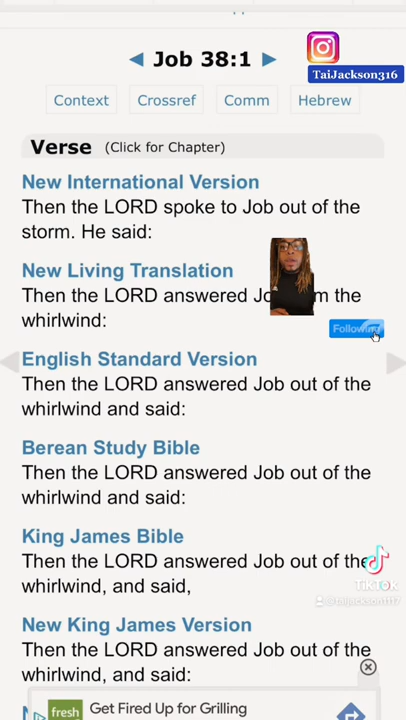 Job 38:1
TaiJackson316
Context Crossref Comm Hebrew
Verse (Click for Chapter)
New International Version
Then the LORD spoke to Job out of the
storm. He said:
New Living Translation
Then the LORD answered the
whirlwind:
Following
English Standard Version
Then the LORD answered Job out of the
whirlwind and said:
Berean Study Bible
Then the LORD answered Job out of the
whirlwind and said:
King James Bible
Then the LORD answered Job out of the
whirlwind, and said,
TikTok
@taijackson1117
New King James Version
Then the LORD answered Job out of the
whirlwind, and said:
fresh Get Fired Up for Grilling